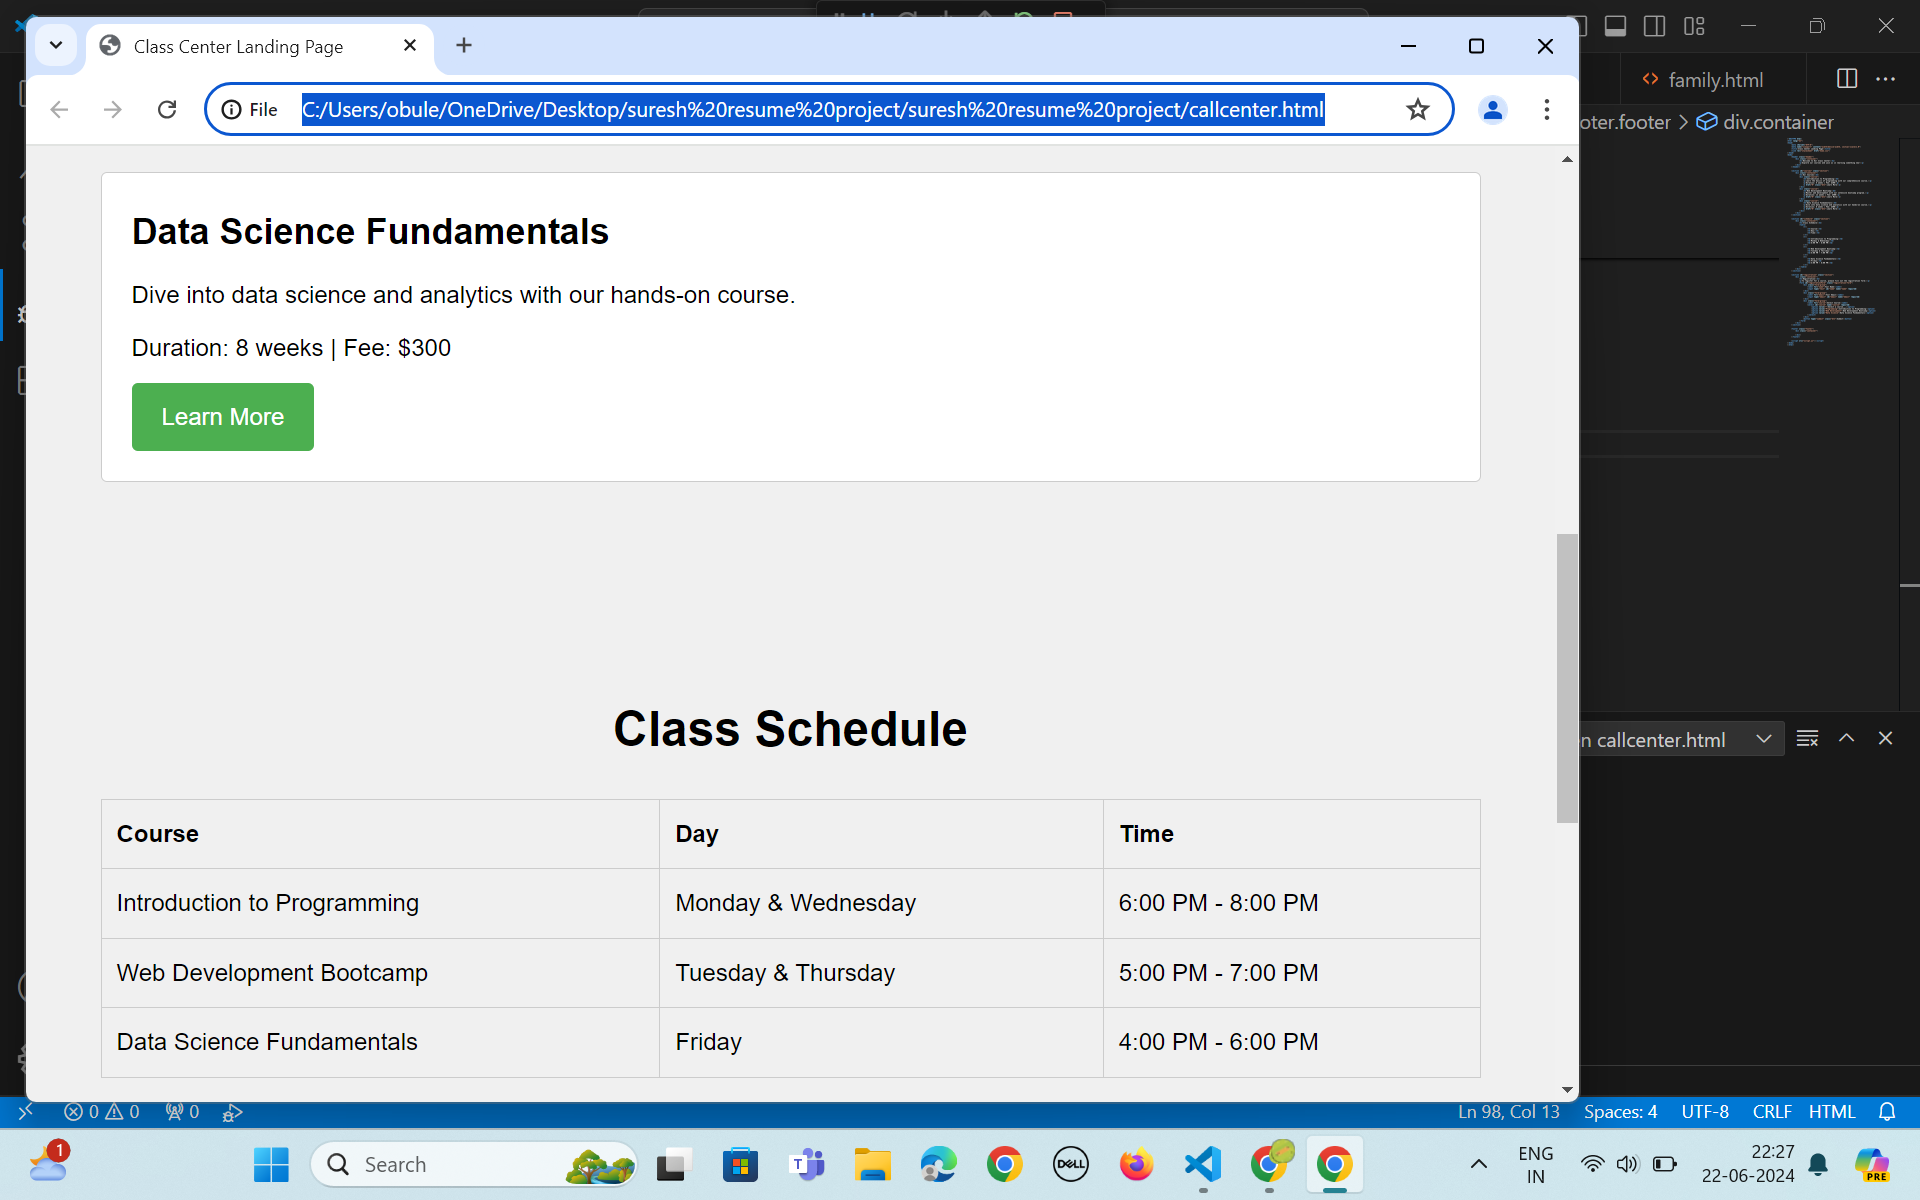 Class Center Landing Page
family.html
File C:/Users/obule/OneDrive/Desktop/suresh%20resume%20project/suresh%20resume%20project/callcenter.html
oter.footer > div.container
Data Science Fundamentals
Dive into data science and analytics with our hands-on course.
Duration: 8 weeks | Fee: $300
Learn More
Class Schedule
n callcenter.html
Course Day Time
Introduction to Programming Monday & Wednesday 6:00 PM - 8:00 PM
Web Development Bootcamp Tuesday & Thursday 5:00 PM - 7:00 PM
Data Science Fundamentals Friday 4:00 PM - 6:00 PM
0 0 0 Ln 98, Col 13 Spaces: 4 UTF-8 CRLF HTML
1
Search
T
DELL
ENG
IN
22:27
22-06-2024
PRE